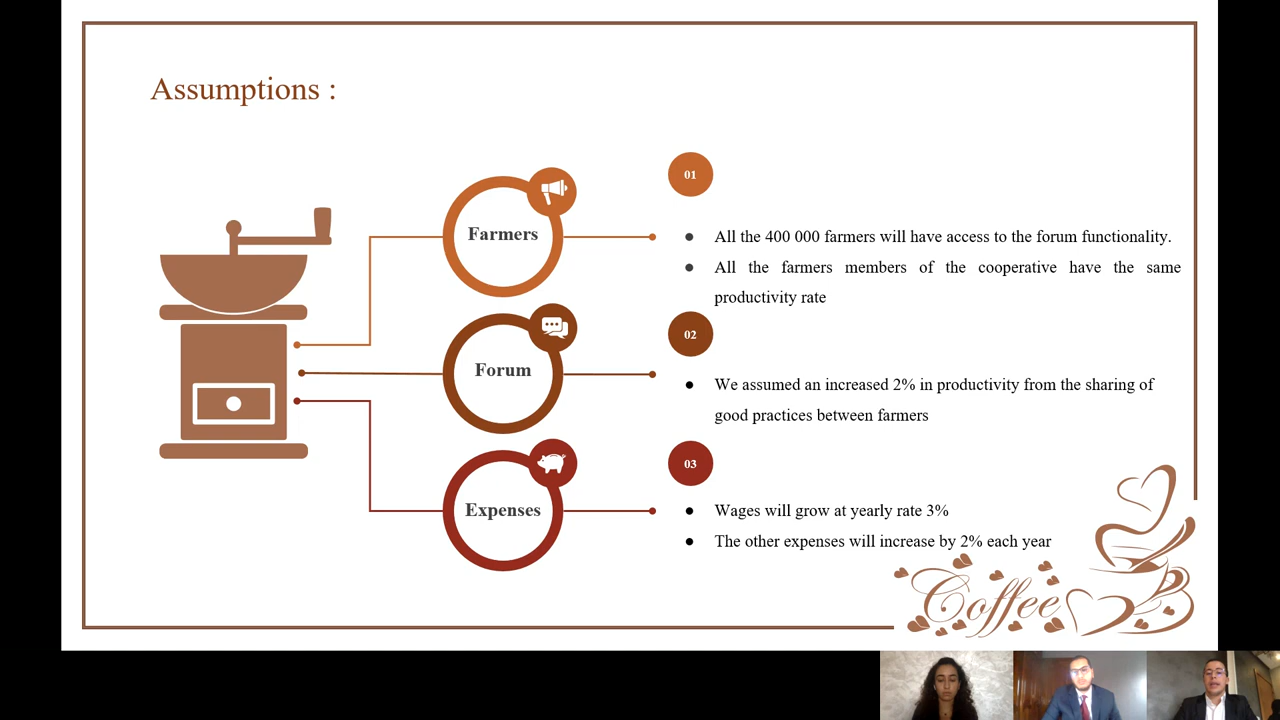 Assumptions :
Farmers
01
● All the 400 000 farmers will have access to the forum functionality.
● All the farmers members of the cooperative have the same
productivity rate
Forum
02
● We assumed an increased 2% in productivity from the sharing of
good practices between farmers
Expenses
03
● Wages will grow at yearly rate 3%
● The other expenses will increase by 2% each year
Coffee